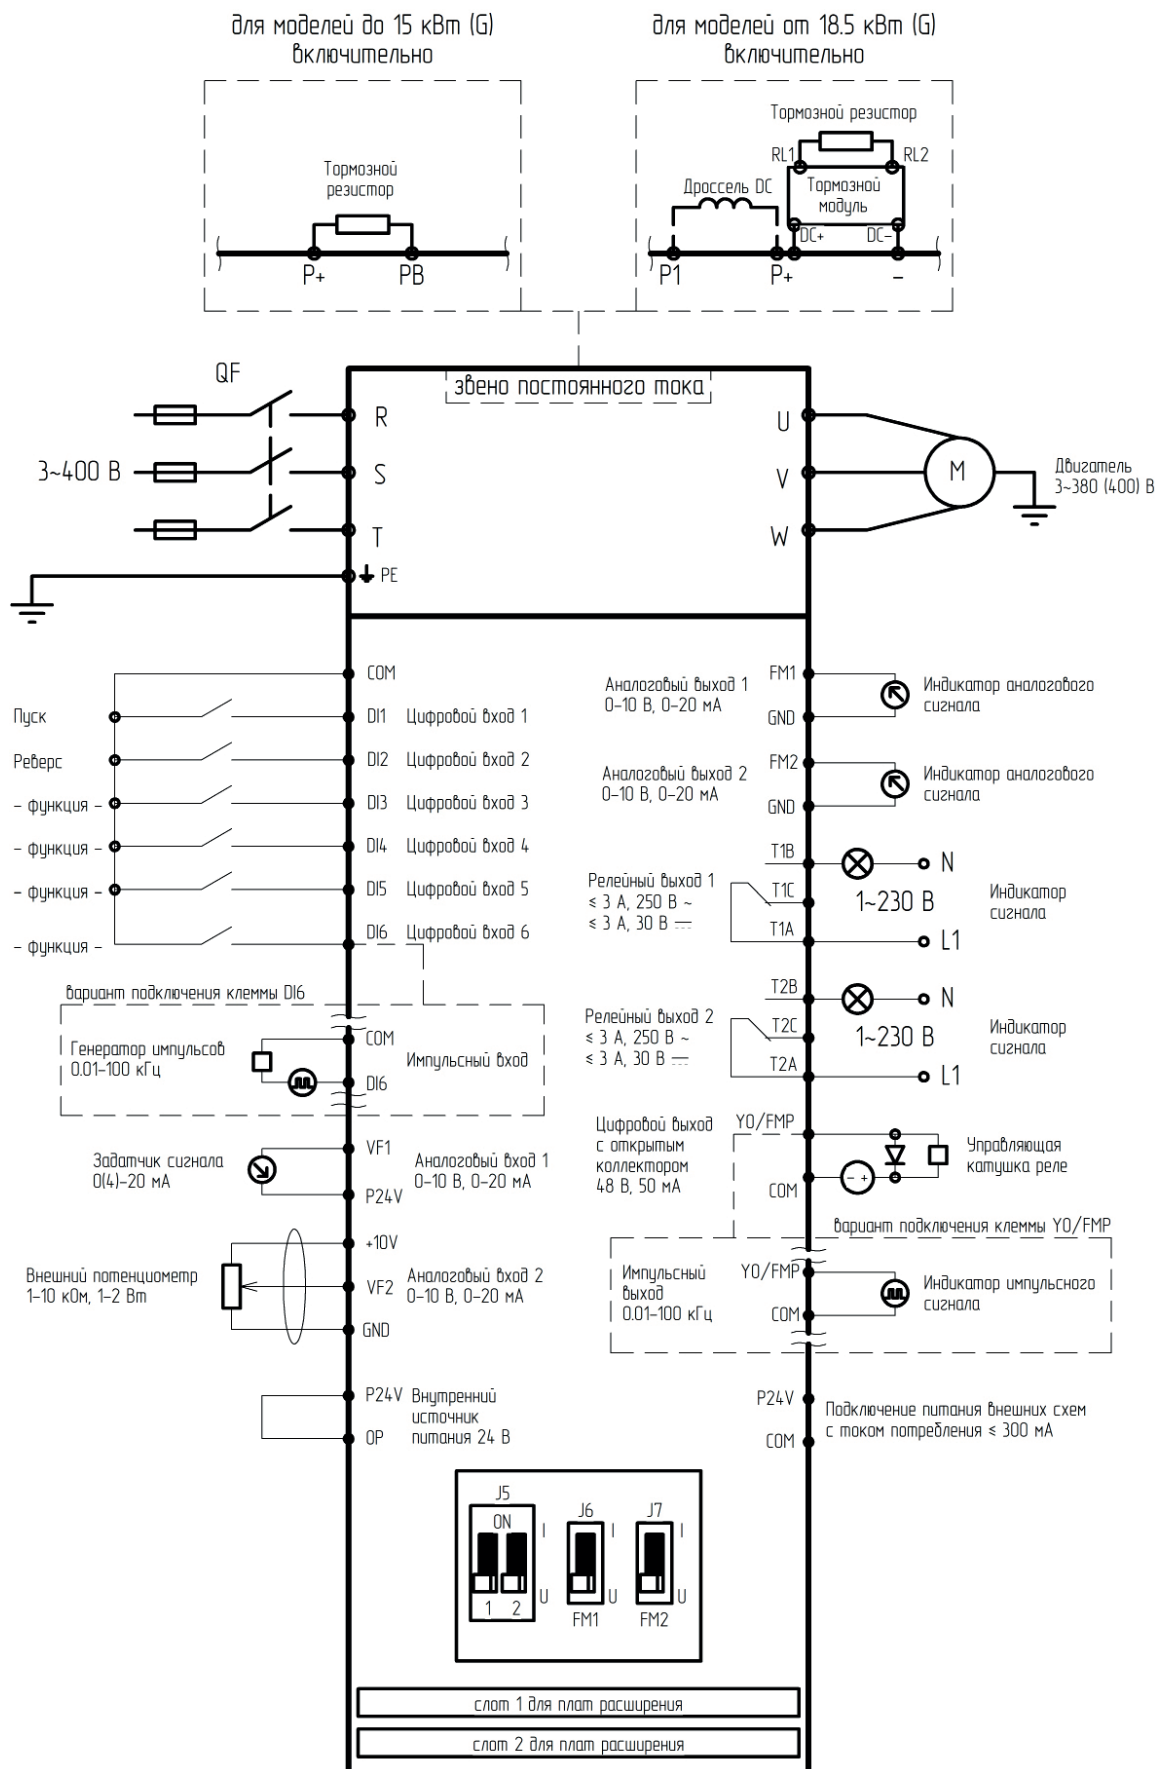 для моделей до 15 кВт (G)
включительно
для моделей от 18.5 кВт (G)
включительно
Тормозной
резистор
P+
PB
Тормозной резистор
RL1
RL2
Дроссель DC
Тормозной
модуль
DC+
DC-
P1
P+
-
QF
звено постоянного тока
3~400 В
R
S
T
PE
U
V
W
M
Двигатель
3~380 (400) В
COM
Пуск
DI1 Цифровой вход 1
Реверс
DI2 Цифровой вход 2
- функция -
DI3 Цифровой вход 3
- функция -
DI4 Цифровой вход 4
- функция -
DI5 Цифровой вход 5
- функция -
DI6 Цифровой вход 6
вариант подключения клеммы DI6
Генератор импульсов
0.01-100 кГц
COM
Импульсный вход
DI6
Задатчик сигнала
0(4)-20 мА
VF1
Аналоговый вход 1
0-10 В, 0-20 мА
P24V
Внешний потенциометр
1-10 кОм, 1-2 Вт
+10V
VF2
Аналоговый вход 2
0-10 В, 0-20 мА
GND
P24V
Внутренний
источник
питания 24 В
OP
Аналоговый выход 1
0-10 В, 0-20 мА
FM1
GND
Индикатор аналогового
сигнала
Аналоговый выход 2
0-10 В, 0-20 мА
FM2
GND
Индикатор аналогового
сигнала
Релейный выход 1
≤ 3 А, 250 В ~
≤ 3 А, 30 В ⎓
T1B
T1C
T1A
N
1~230 В
L1
Индикатор
сигнала
Релейный выход 2
≤ 3 А, 250 В ~
≤ 3 А, 30 В ⎓
T2B
T2C
T2A
N
1~230 В
L1
Индикатор
сигнала
Цифровой выход
с открытым
коллектором
48 В, 50 мА
YO/FMP
COM
- +
Управляющая
катушка реле
вариант подключения клеммы YO/FMP
Импульсный
выход
0.01-100 кГц
YO/FMP
COM
Индикатор импульсного
сигнала
P24V
COM
Подключение питания внешних схем
с током потребления ≤ 300 мА
J5
ON
I
U
1 2
J6
I
U
FM1
J7
I
U
FM2
слот 1 для плат расширения
слот 2 для плат расширения